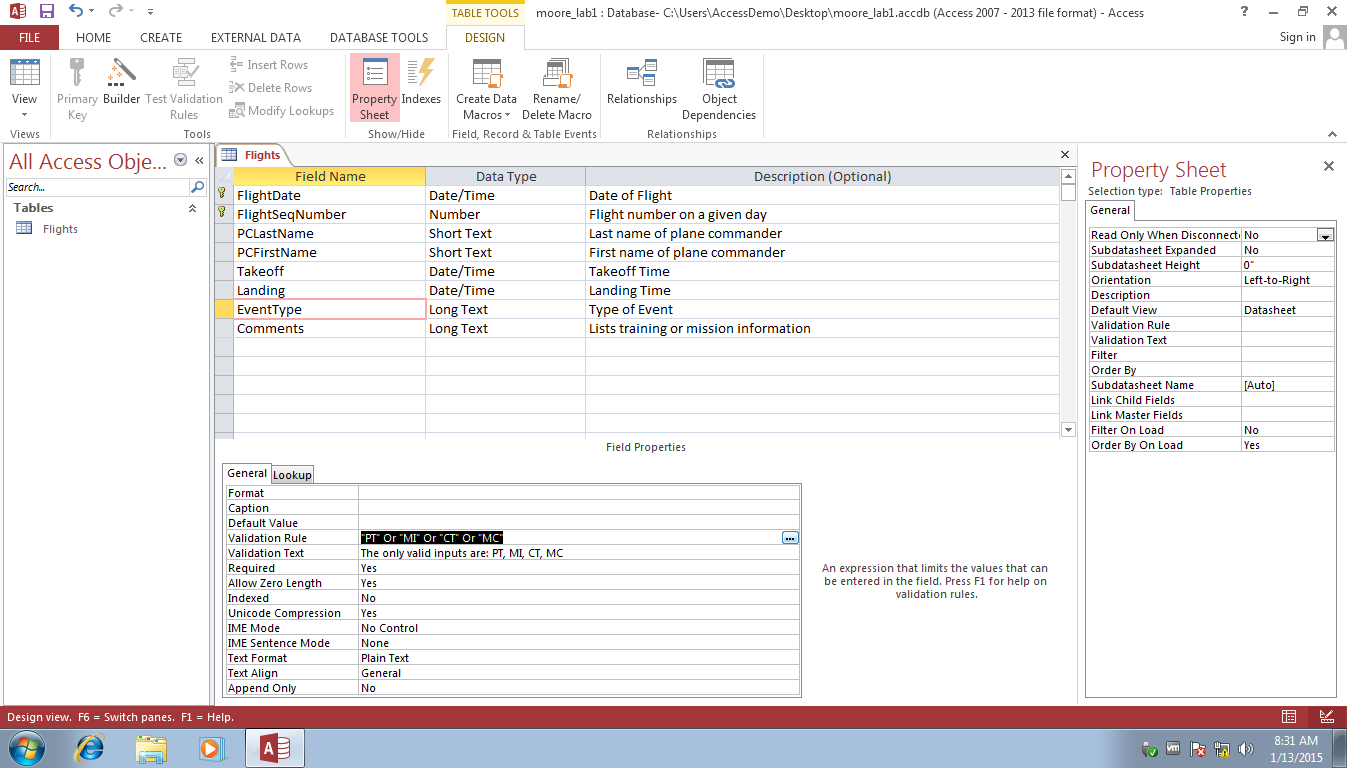 TABLE TOOLS moore_lab1 : Database- C:\Users\AccessDemo\Desktop\moore_lab1.accdb (Access 2007 - 2013 file format) - Access ?
FILE HOME CREATE EXTERNAL DATA DATABASE TOOLS DESIGN Sign in
View
Primary Key
Builder
Test Validation Rules
Insert Rows
Delete Rows
Modify Lookups
Property Sheet
Indexes
Create Data Macros
Rename/ Delete Macro
Relationships
Object Dependencies
Views Tools Show/Hide Field, Record & Table Events Relationships
All Access Obje...
Search...
Tables
Flights
Flights
Field Name Data Type Description (Optional)
FlightDate Date/Time Date of Flight
FlightSeqNumber Number Flight number on a given day
PCLastName Short Text Last name of plane commander
PCFirstName Short Text First name of plane commander
Takeoff Date/Time Takeoff Time
Landing Date/Time Landing Time
EventType Long Text Type of Event
Comments Long Text Lists training or mission information
Field Properties
General Lookup
Format
Caption
Default Value
Validation Rule "PT" Or "MI" Or "CT" Or "MC" ...
Validation Text The only valid inputs are: PT, MI, CT, MC
Required Yes
Allow Zero Length Yes
Indexed No
Unicode Compression Yes
IME Mode No Control
IME Sentence Mode None
Text Format Plain Text
Text Align General
Append Only No
An expression that limits the values that can
be entered in the field. Press F1 for help on
validation rules.
Property Sheet
Selection type: Table Properties
General
Read Only When Disconnecte No
Subdatasheet Expanded No
Subdatasheet Height 0"
Orientation Left-to-Right
Description
Default View Datasheet
Validation Rule
Validation Text
Filter
Order By
Subdatasheet Name [Auto]
Link Child Fields
Link Master Fields
Filter On Load No
Order By On Load Yes
Design view. F6 = Switch panes. F1 = Help.
8:31 AM
1/13/2015